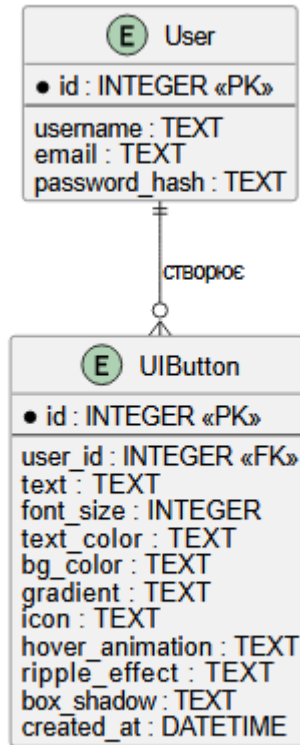 E User
● id : INTEGER «PK»
username : TEXT
email : TEXT
password_hash : TEXT
створює
E UIButton
● id : INTEGER «PK»
user_id : INTEGER «FK»
text : TEXT
font_size : INTEGER
text_color : TEXT
bg_color : TEXT
gradient : TEXT
icon : TEXT
hover_animation : TEXT
ripple_effect : TEXT
box_shadow : TEXT
created_at : DATETIME